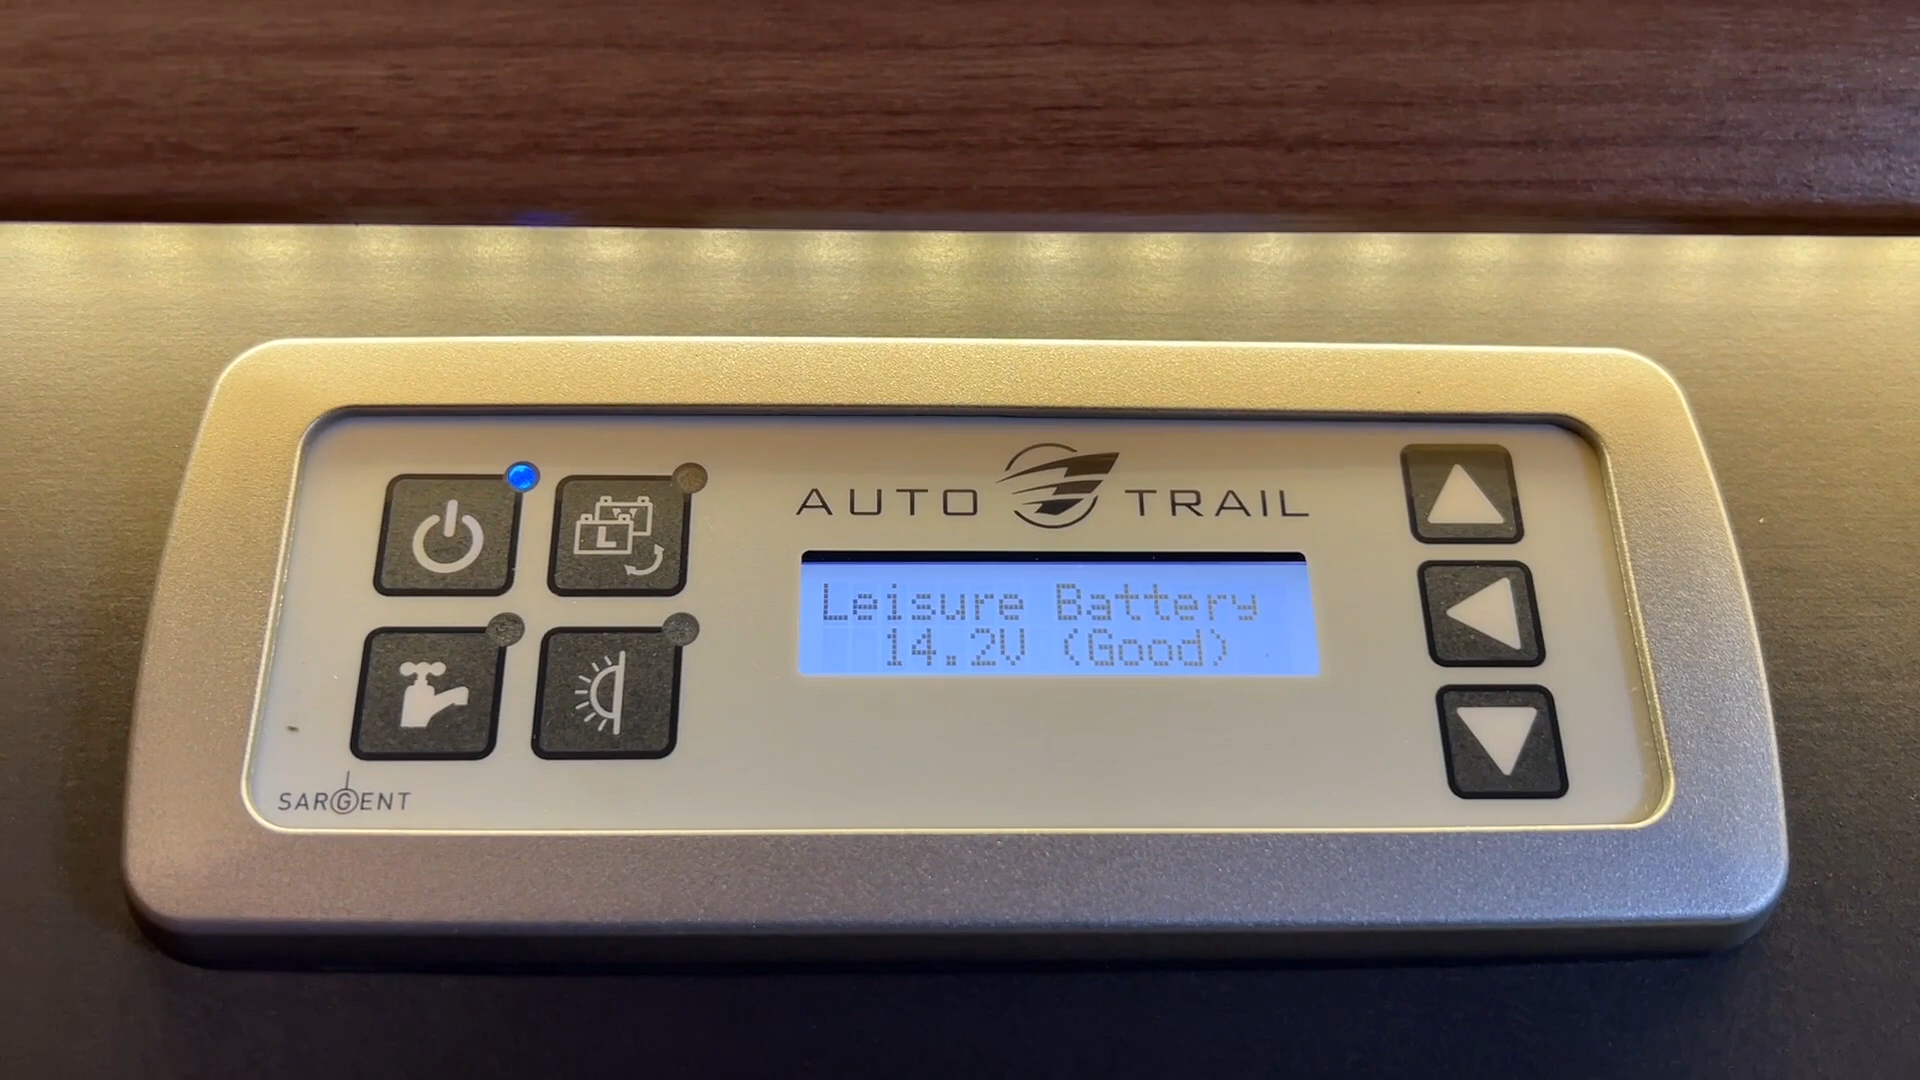 AUTO TRAIL
Leisure Battery
14.2V (Good)
L
SARGENT